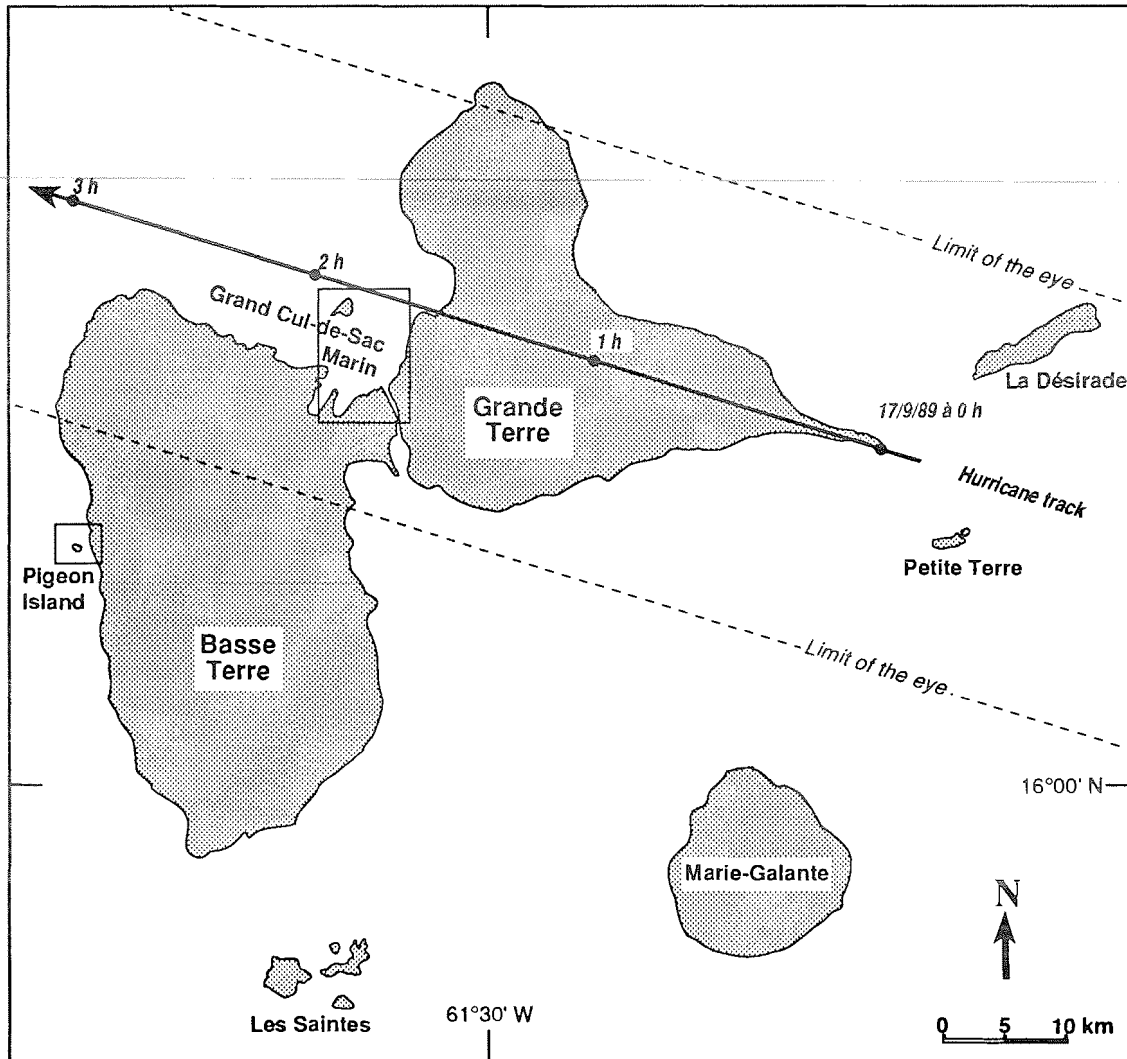 3 h
2 h
Grand Cul-de-Sac
Marin
1 h
Limit of the eye
La Désirade
17/9/89 à 0 h
Grande
Terre
Hurricane track
Petite Terre
Pigeon
Island
Basse
Terre
Limit of the eye
16°00' N
Marie-Galante
N
Les Saintes
61°30' W
0 5 10 km